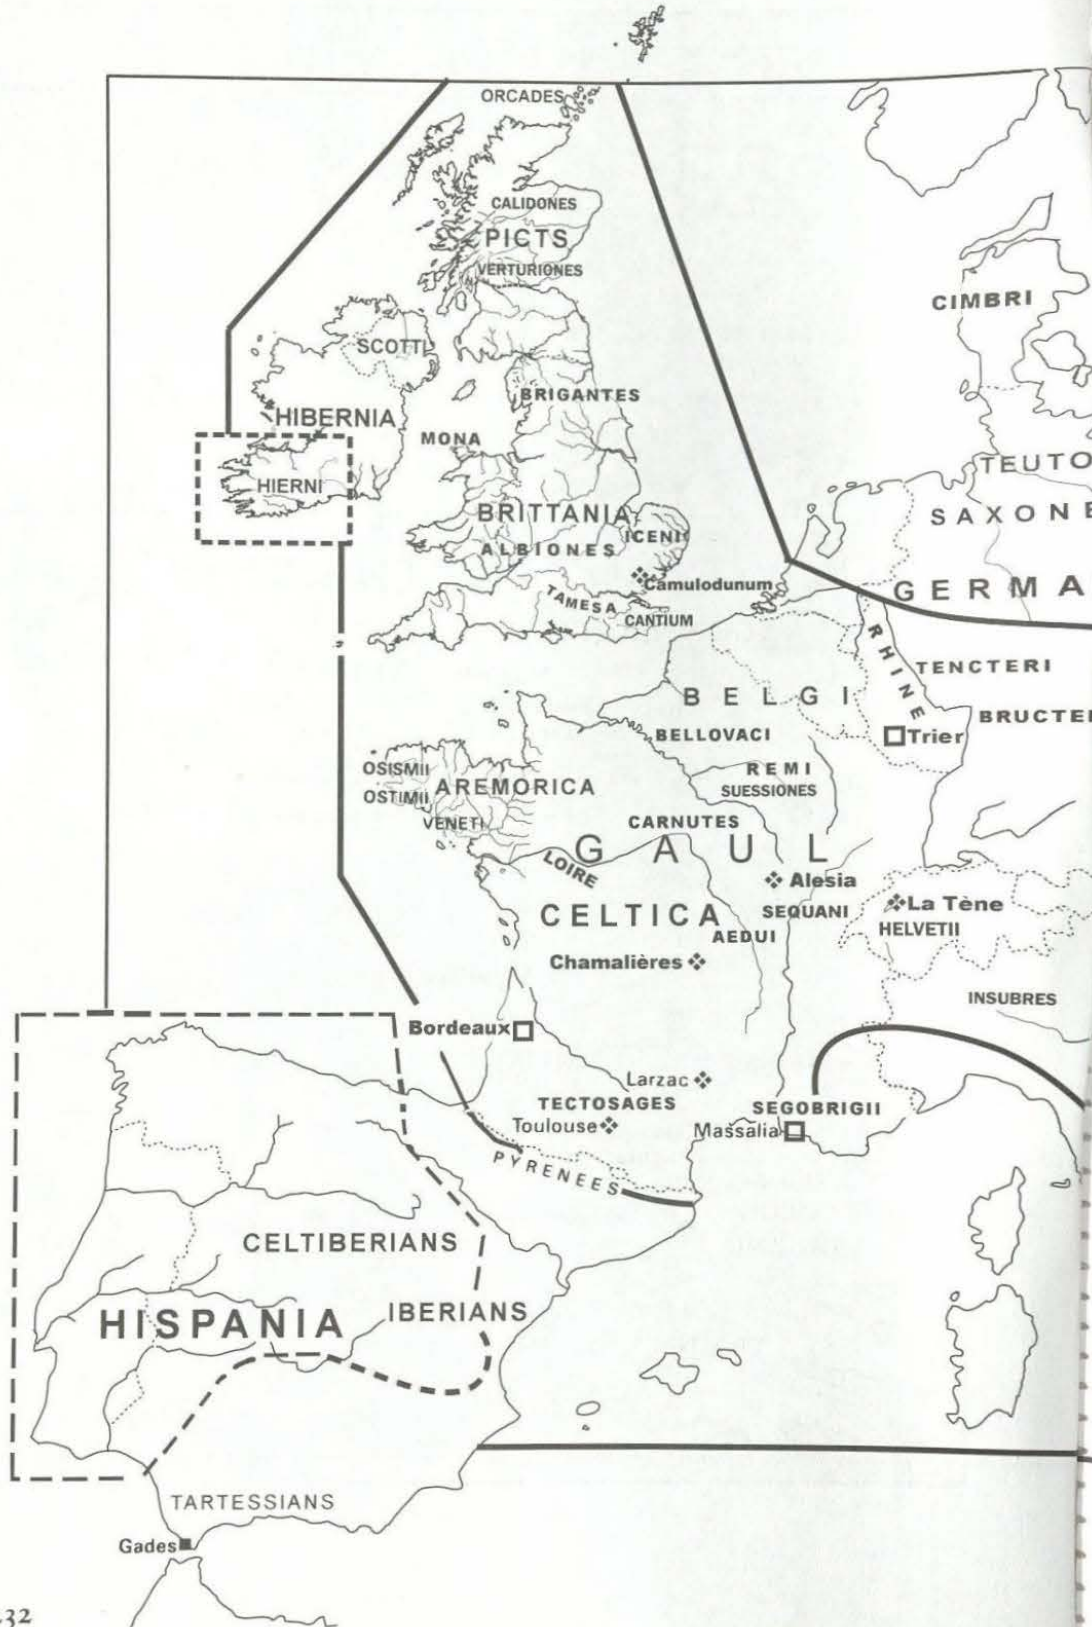 ORCADES
CALIDONES
PICTS
VERTURIONES
CIMBRI
SCOTTI
BRIGANTES
HIBERNIA
MONA
TEUTO
HIERNI
BRITTANIA
SAXONE
ICENI
ALBIONES
Camulodunum
GERMA
TAMESA
CANTIUM
RHINE
TENCTERI
BELGI
BRUCTE
BELLOVACI
Trier
OSISMII
REMI
AREMORICA
SUESSIONES
OSTIMII
VENETI
CARNUTES
GAUL
LOIRE
Alesia
La Tène
CELTICA
SEQUANI
HELVETII
AEDUI
Chamalières
INSUBRES
Bordeaux
Larzac
TECTOSAGES
SEGOBRIGII
Toulouse
Massalia
PYRENEES
CELTIBERIANS
IBERIANS
HISPANIA
TARTESSIANS
Gades
32